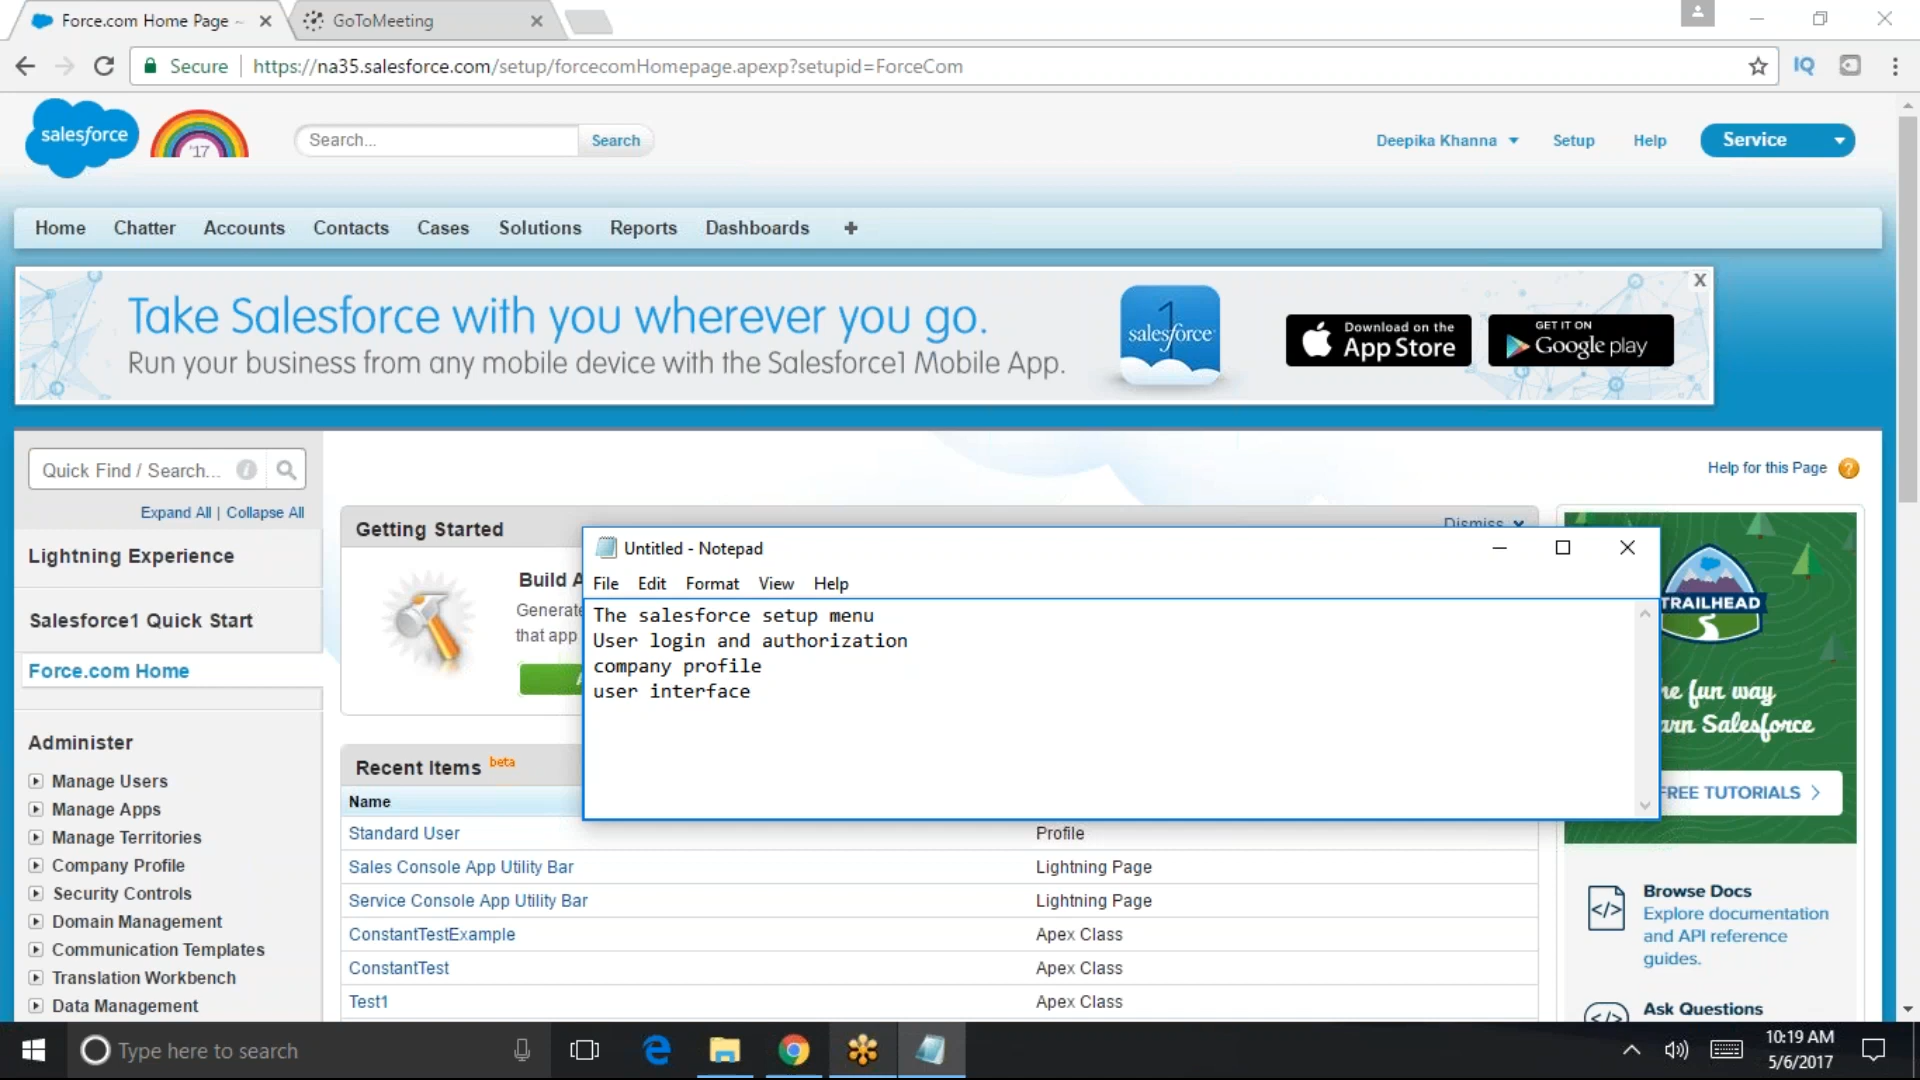 Force.com Home Page ~
GoToMeeting
Secure https://na35.salesforce.com/setup/forcecomHomepage.apexp?setupid=ForceCom
IQ
salesforce
'17
Search...
Search
Deepika Khanna
Setup
Help
Service
Home
Chatter
Accounts
Contacts
Cases
Solutions
Reports
Dashboards
Take Salesforce with you wherever you go.
Run your business from any mobile device with the Salesforce1 Mobile App.
1
salesforce
Download on the
App Store
GET IT ON
Google play
X
Quick Find / Search...
Expand All | Collapse All
Lightning Experience
Salesforce1 Quick Start
Force.com Home
Administer
Manage Users
Manage Apps
Manage Territories
Company Profile
Security Controls
Domain Management
Communication Templates
Translation Workbench
Data Management
Help for this Page
Getting Started
Dismiss
Build A
Generate
that app
Untitled - Notepad
File Edit Format View Help
The salesforce setup menu
User login and authorization
company profile
user interface
Recent Items beta
Name
Standard User Profile
Sales Console App Utility Bar Lightning Page
Service Console App Utility Bar Lightning Page
ConstantTestExample Apex Class
ConstantTest Apex Class
Test1 Apex Class
TRAILHEAD
he fun way
arn Salesforce
FREE TUTORIALS
Browse Docs
Explore documentation
and API reference
guides.
Ask Questions
Type here to search
10:19 AM
5/6/2017